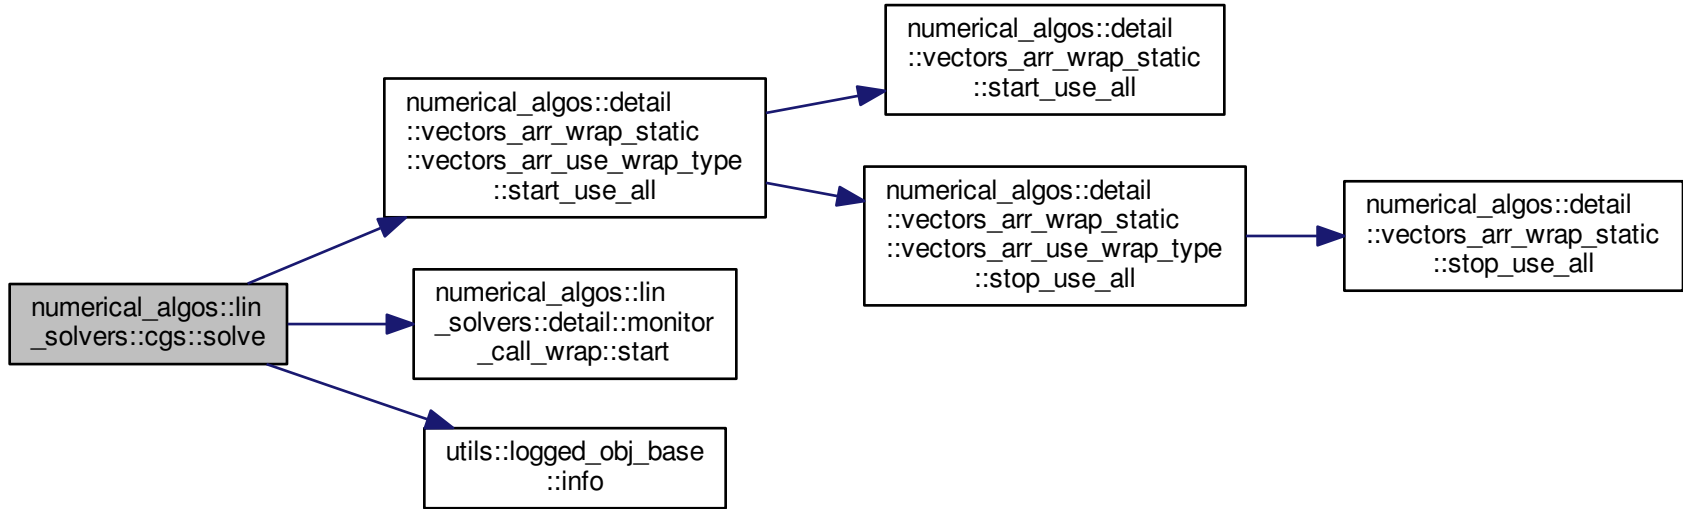 numerical_algos::lin
_solvers::cgs::solve
numerical_algos::detail
::vectors_arr_wrap_static
::vectors_arr_use_wrap_type
::start_use_all
numerical_algos::detail
::vectors_arr_wrap_static
::start_use_all
numerical_algos::detail
::vectors_arr_wrap_static
::vectors_arr_use_wrap_type
::stop_use_all
numerical_algos::detail
::vectors_arr_wrap_static
::stop_use_all
numerical_algos::lin
_solvers::detail::monitor
_call_wrap::start
utils::logged_obj_base
::info